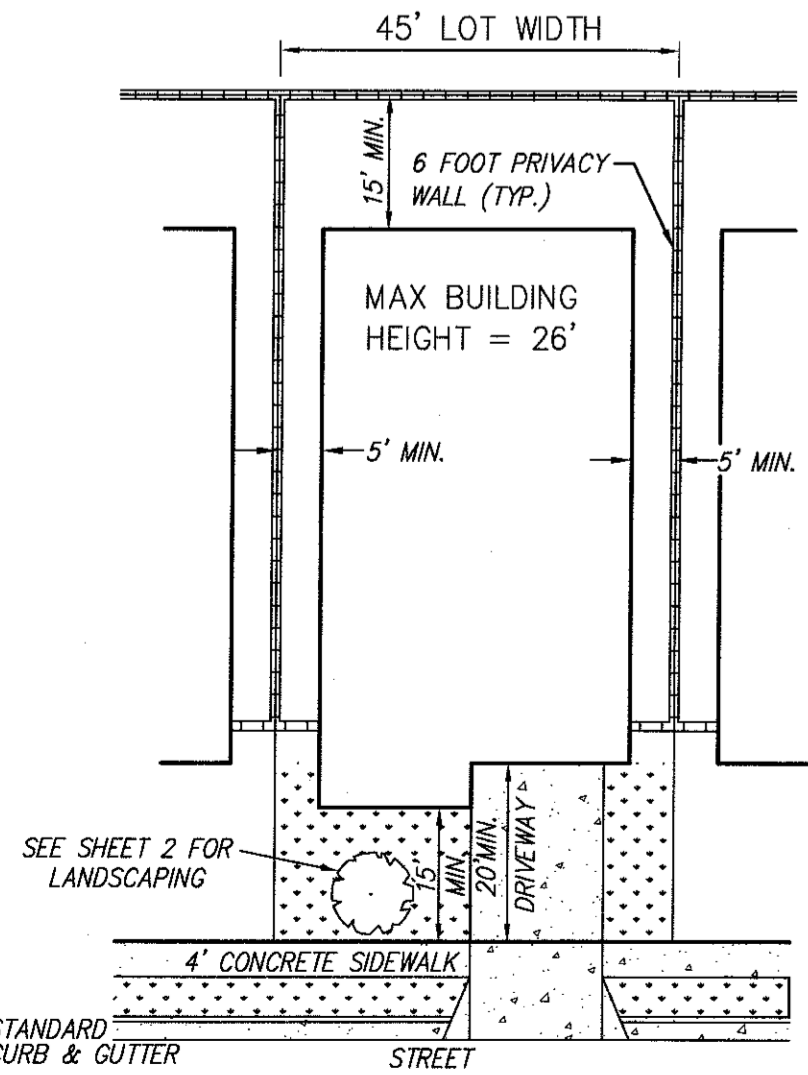 45' LOT WIDTH
15' MIN.
6 FOOT PRIVACY
WALL (TYP.)
MAX BUILDING
HEIGHT = 26'
5' MIN.
5' MIN.
SEE SHEET 2 FOR
LANDSCAPING
15'
MIN.
20'MIN.
DRIVEWAY
4' CONCRETE SIDEWALK
STANDARD
CURB & GUTTER
STREET